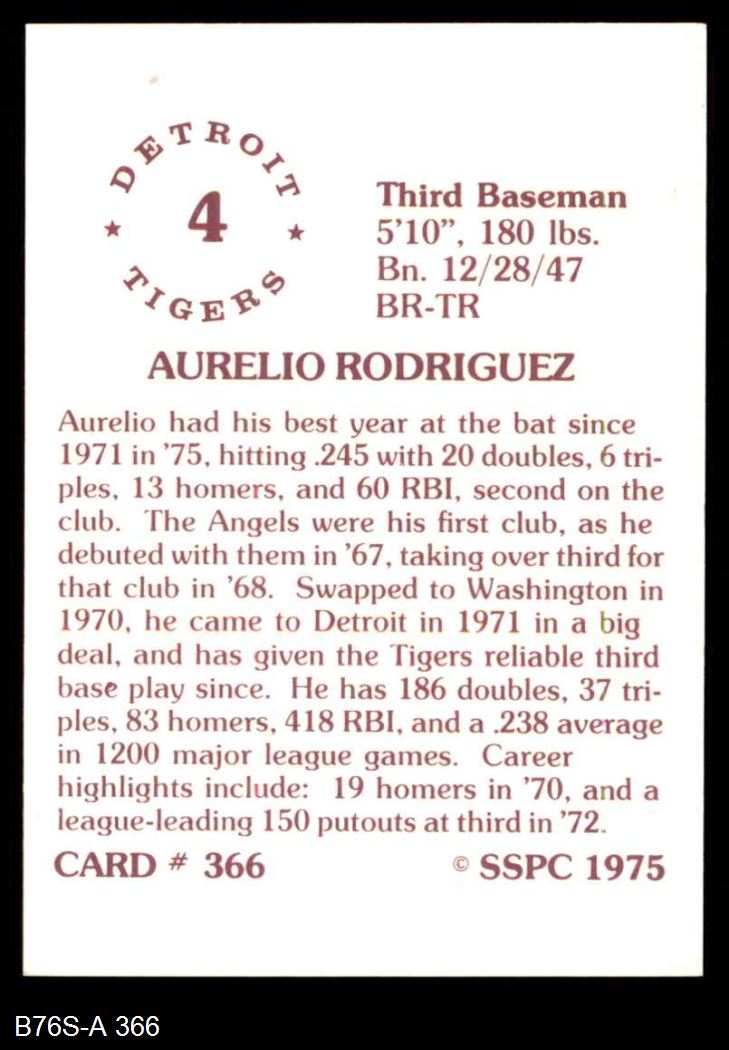 DETROIT
4
TIGERS
Third Baseman
5'10", 180 lbs.
Bn. 12/28/47
BR-TR
AURELIO RODRIGUEZ
Aurelio had his best year at the bat since
1971 in '75, hitting .245 with 20 doubles, 6 tri-
ples, 13 homers, and 60 RBI, second on the
club. The Angels were his first club, as he
debuted with them in '67, taking over third for
that club in '68. Swapped to Washington in
1970, he came to Detroit in 1971 in a big
deal, and has given the Tigers reliable third
base play since. He has 186 doubles, 37 tri-
ples, 83 homers, 418 RBI, and a .238 average
in 1200 major league games. Career
highlights include: 19 homers in '70, and a
league-leading 150 putouts at third in '72.
CARD # 366 © SSPC 1975
B76S-A 366